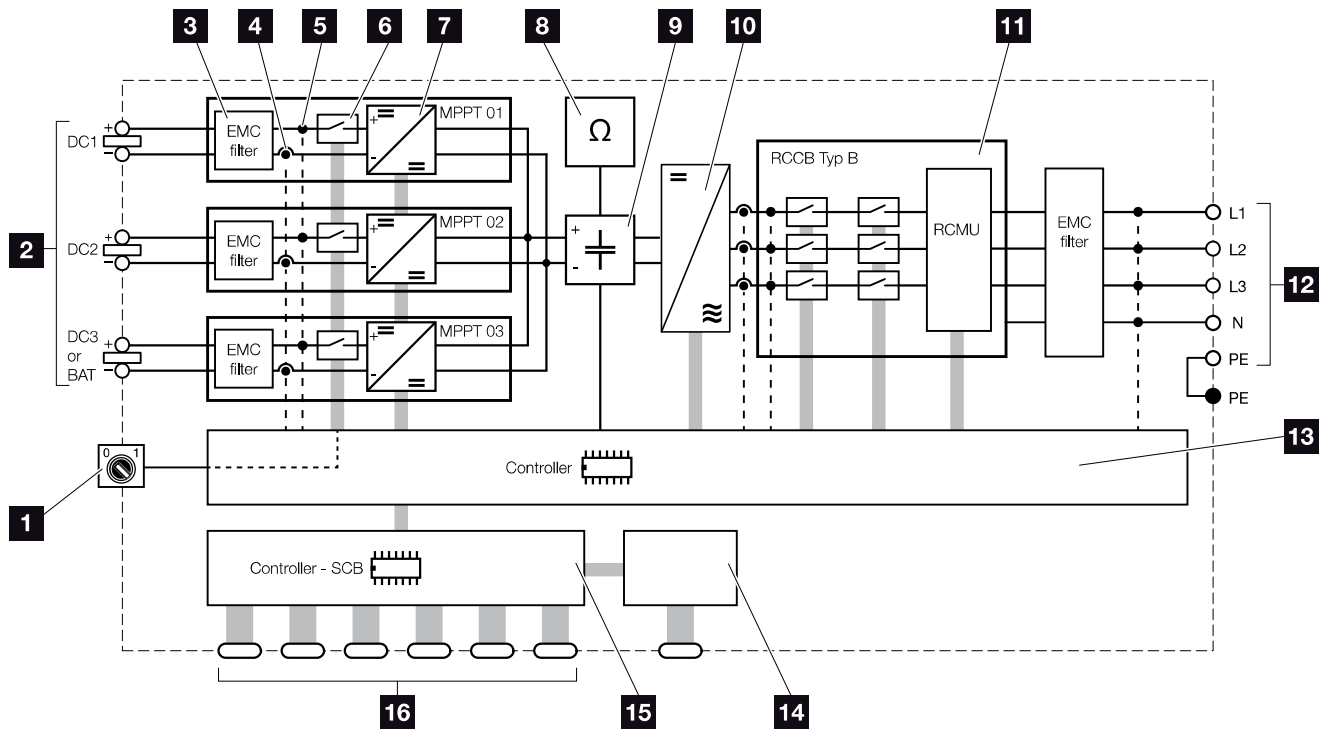 3 4 5 6 7 8 9 10 11
DC1
+
-
EMC
filter
+
-
MPPT 01
Ω
RCCB Typ B
2
DC2
+
-
EMC
filter
+
-
MPPT 02
+
-
RCMU
EMC
filter
L1
L2
L3
N
PE
PE
12
DC3
or
BAT
+
-
EMC
filter
+
-
MPPT 03
0 1
1
Controller
13
Controller - SCB
16
15
14